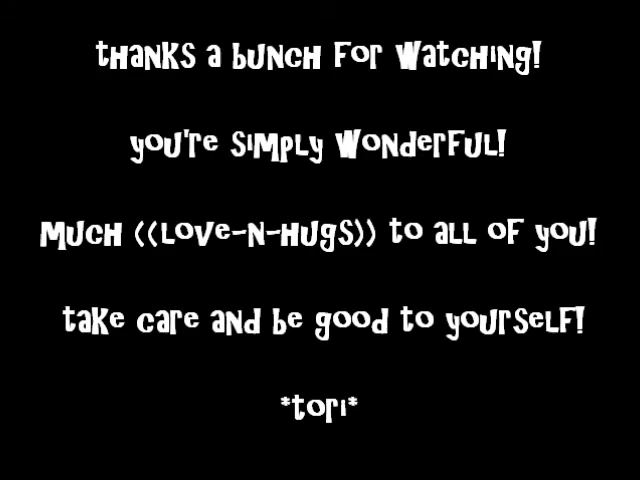 thanks a bunch for watching!
you're simply wonderful!
much ((love-n-hugs)) to all of you!
take care and be good to yourself!
*tori*